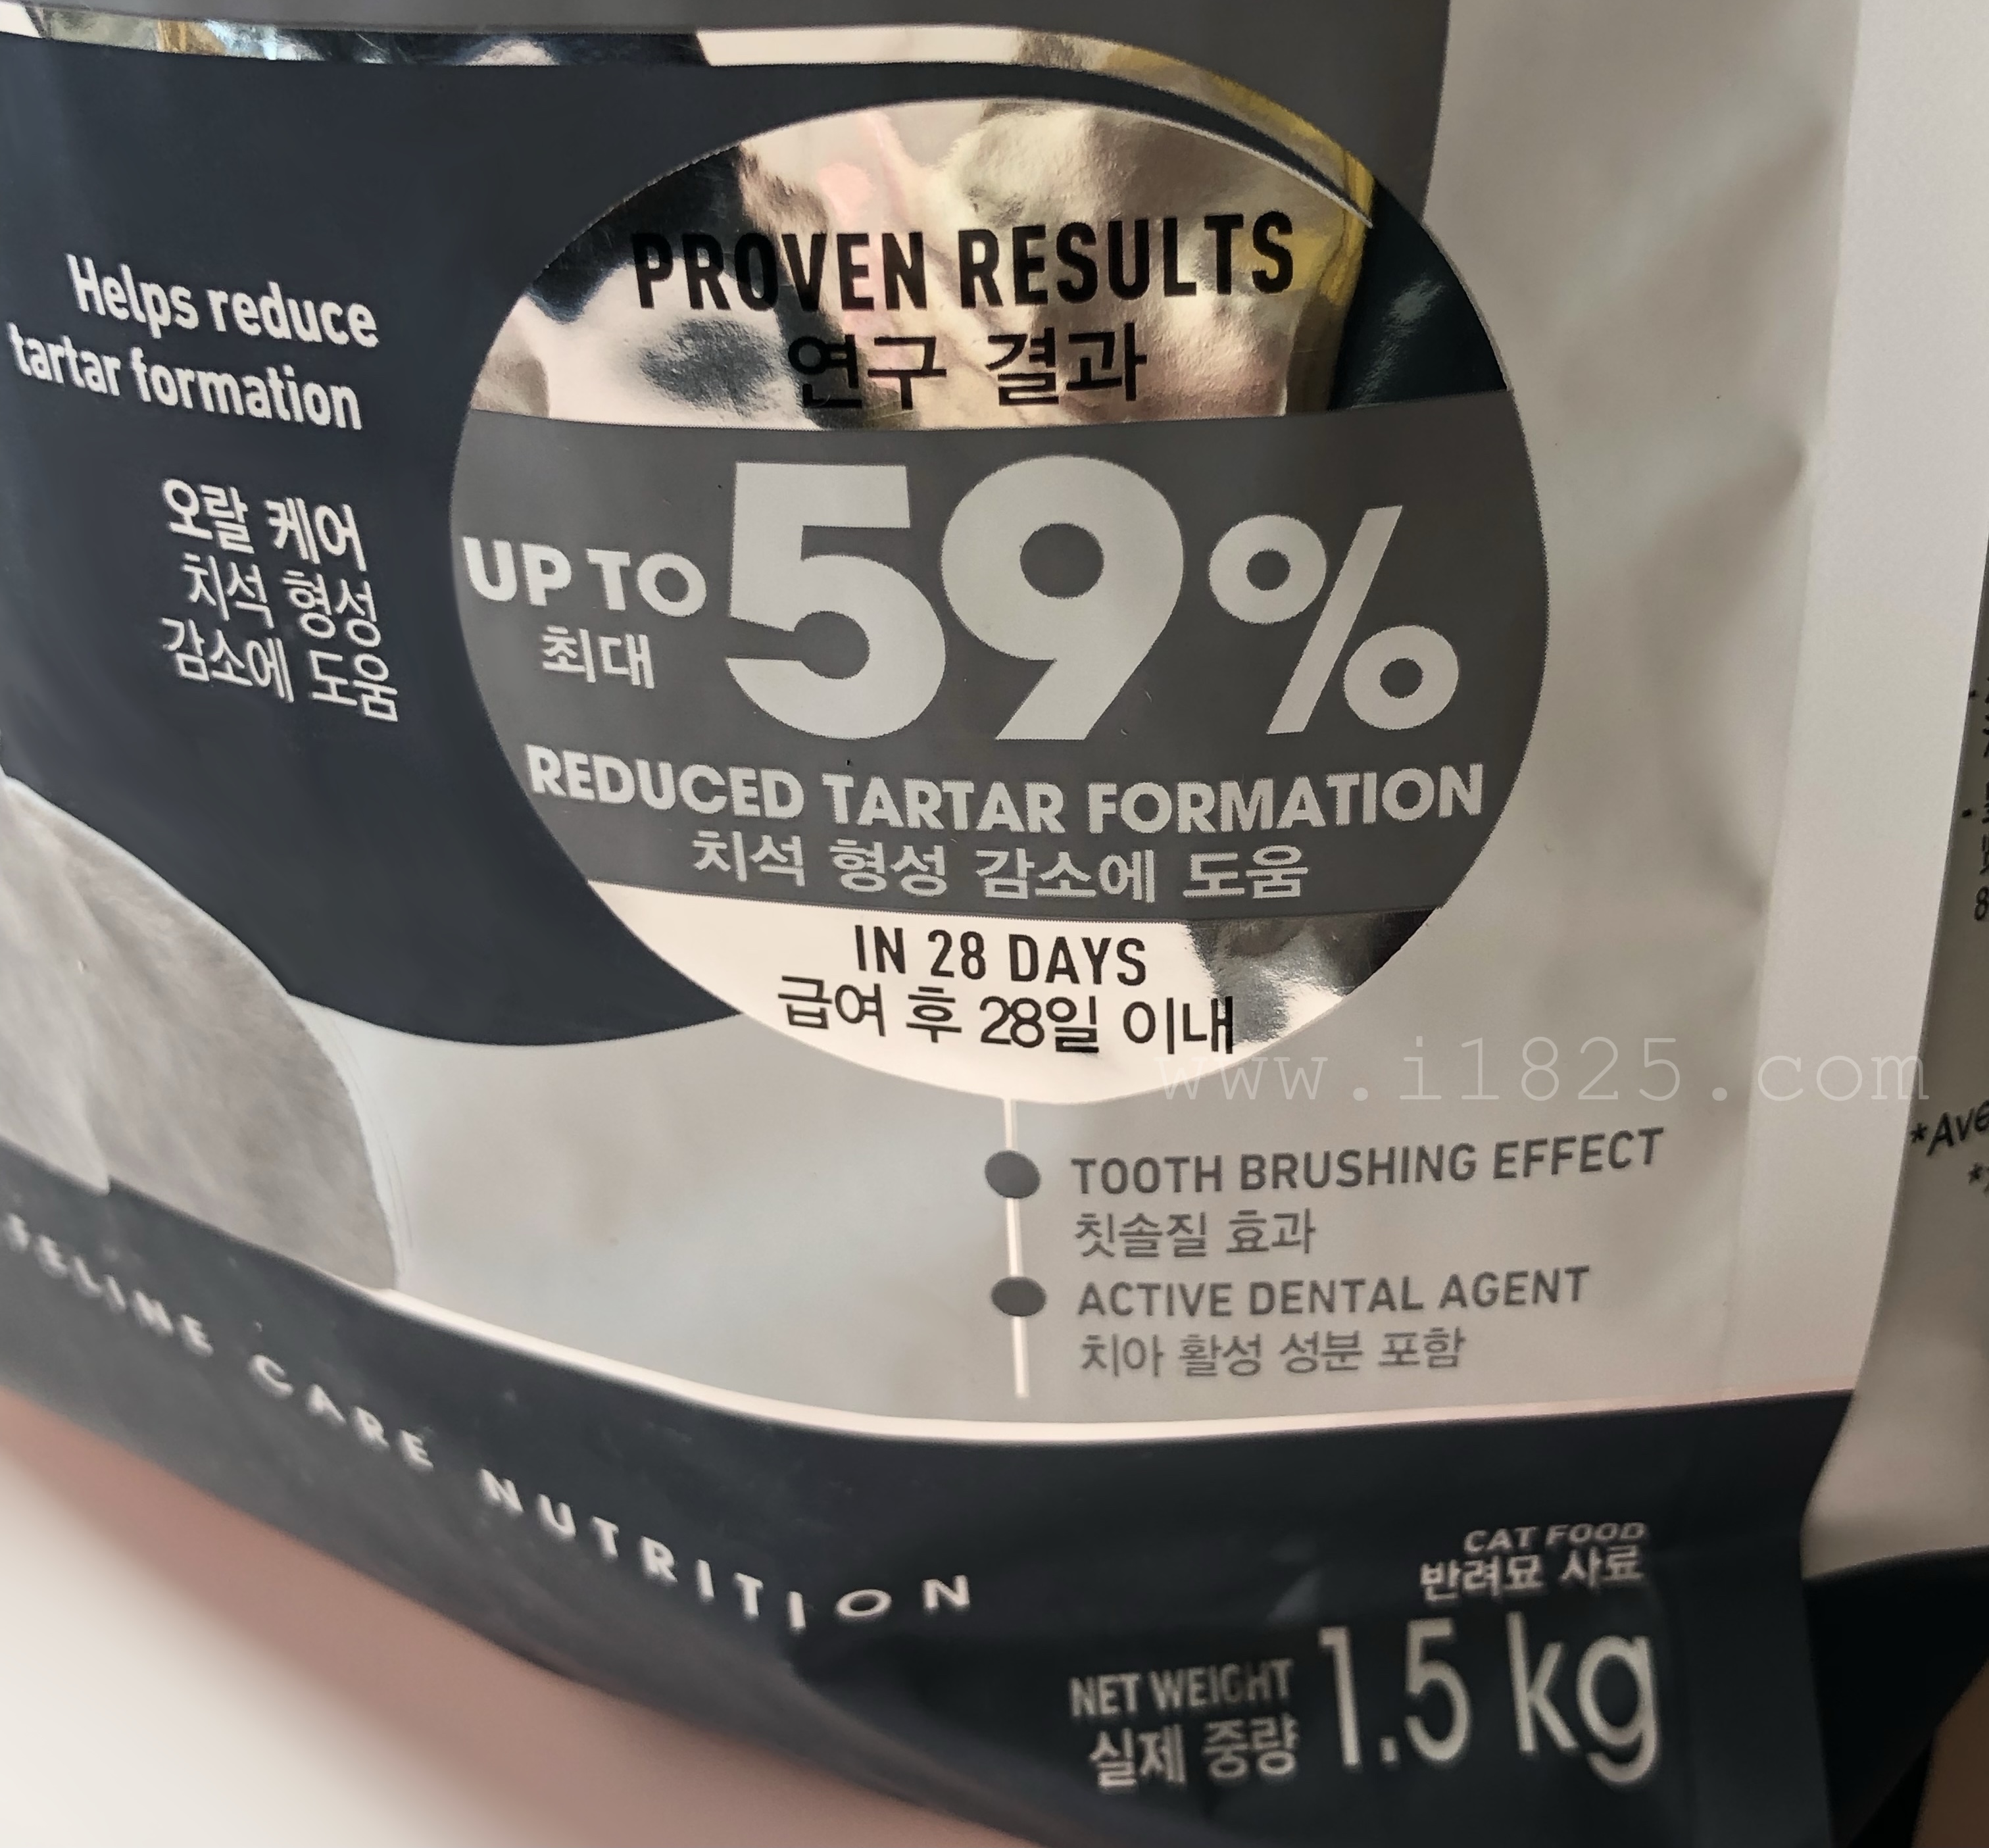 Helps reduce
tartar formation
오랄 케어
치석 형성
감소에 도움
PROVEN RESULTS
연구 결과
UP TO 59%
최대
REDUCED TARTAR FORMATION
치석 형성 감소에 도움
IN 28 DAYS
급여 후 28일 이내
www.i1825.com
TOOTH BRUSHING EFFECT
칫솔질 효과
ACTIVE DENTAL AGENT
치아 활성 성분 포함
FELINE CARE NUTRITION
CAT FOOD
반려묘 사료
NET WEIGHT 1.5 kg
실제 중량